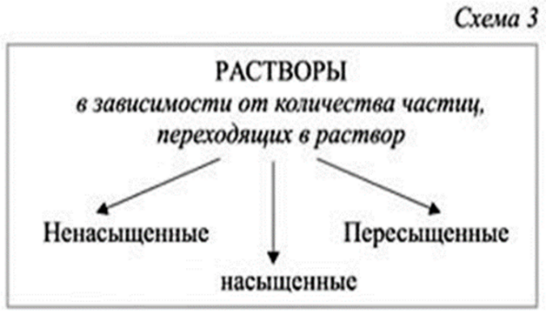 Схема 3
РАСТВОРЫ
в зависимости от количества частиц,
переходящих в раствор
Ненасыщенные
Пересыщенные
насыщенные